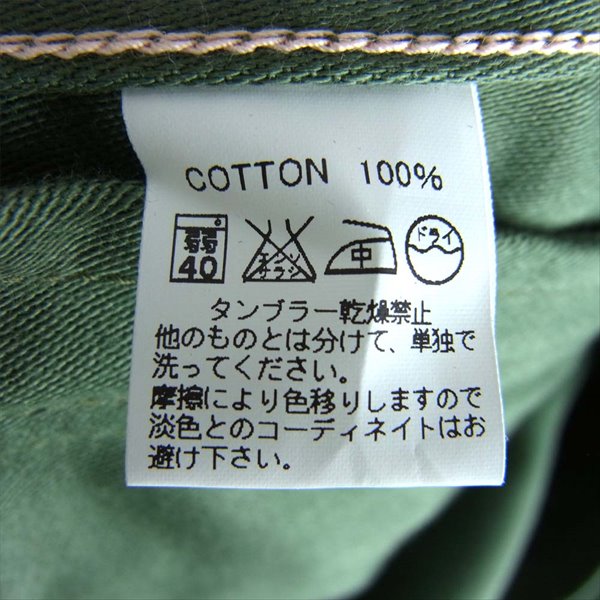 COTTON 100%
弱 40 エンソ サラシ 中 ドライ
タンブラー乾燥禁止
他のものとは分けて、単独で
洗ってください。
摩擦により色移りしますので
淡色とのコーディネイトはお
避け下さい。